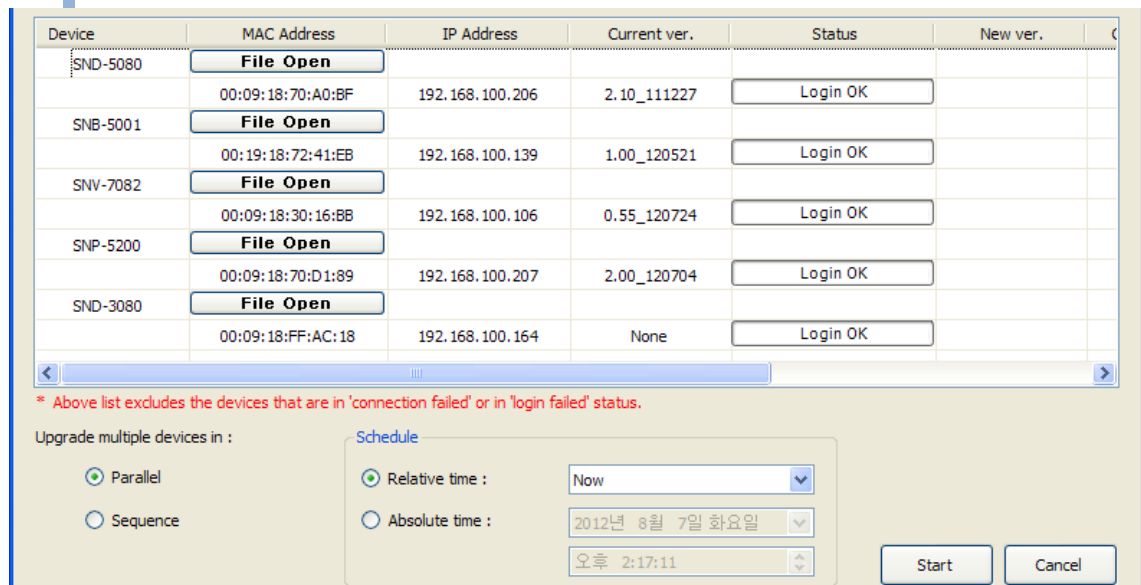 Device MAC Address IP Address Current ver. Status New ver.
SND-5080 File Open
00:09:18:70:A0:BF 192.168.100.206 2.10_111227 Login OK
SNB-5001 File Open
00:19:18:72:41:EB 192.168.100.139 1.00_120521 Login OK
SNV-7082 File Open
00:09:18:30:16:BB 192.168.100.106 0.55_120724 Login OK
SNP-5200 File Open
00:09:18:70:D1:89 192.168.100.207 2.00_120704 Login OK
SND-3080 File Open
00:09:18:FF:AC:18 192.168.100.164 None Login OK
* Above list excludes the devices that are in 'connection failed' or in 'login failed' status.
Upgrade multiple devices in :
Parallel
Sequence
Schedule
Relative time : Now
Absolute time : 2012년 8월 7일 화요일
오후 2:17:11
Start Cancel